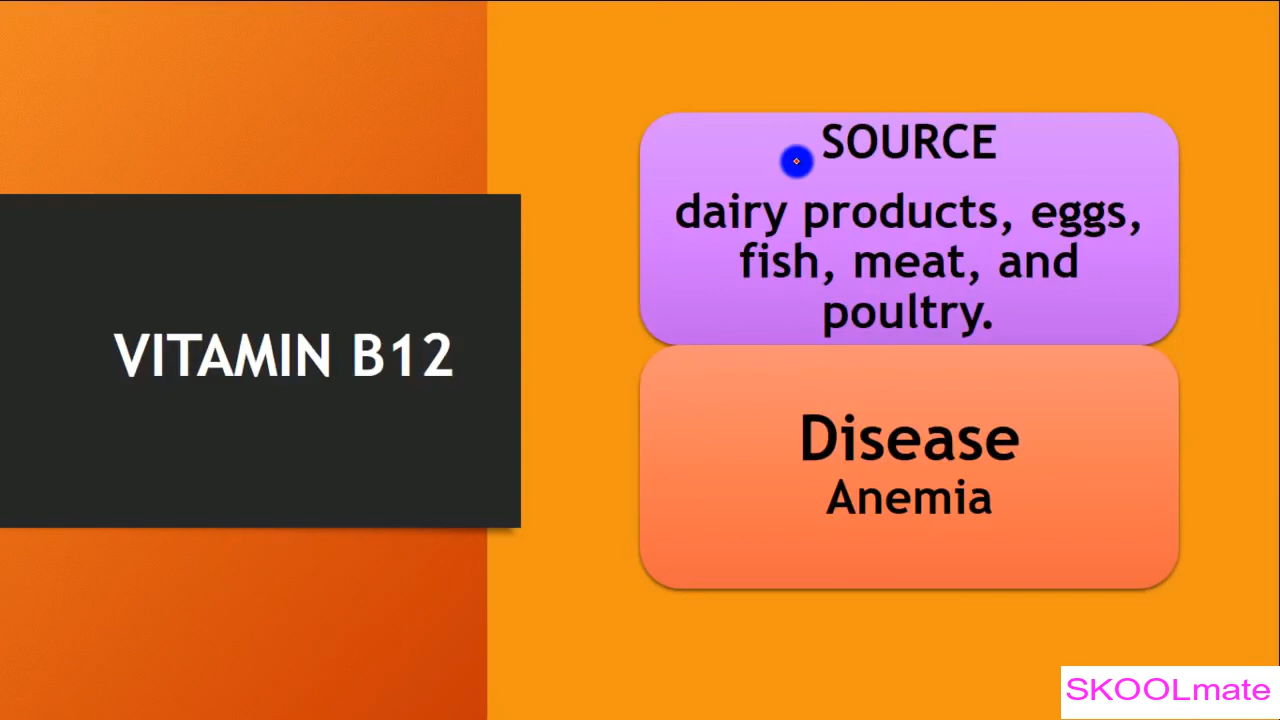 VITAMIN B12
SOURCE
dairy products, eggs,
fish, meat, and
poultry.
Disease
Anemia
SKOOLmate